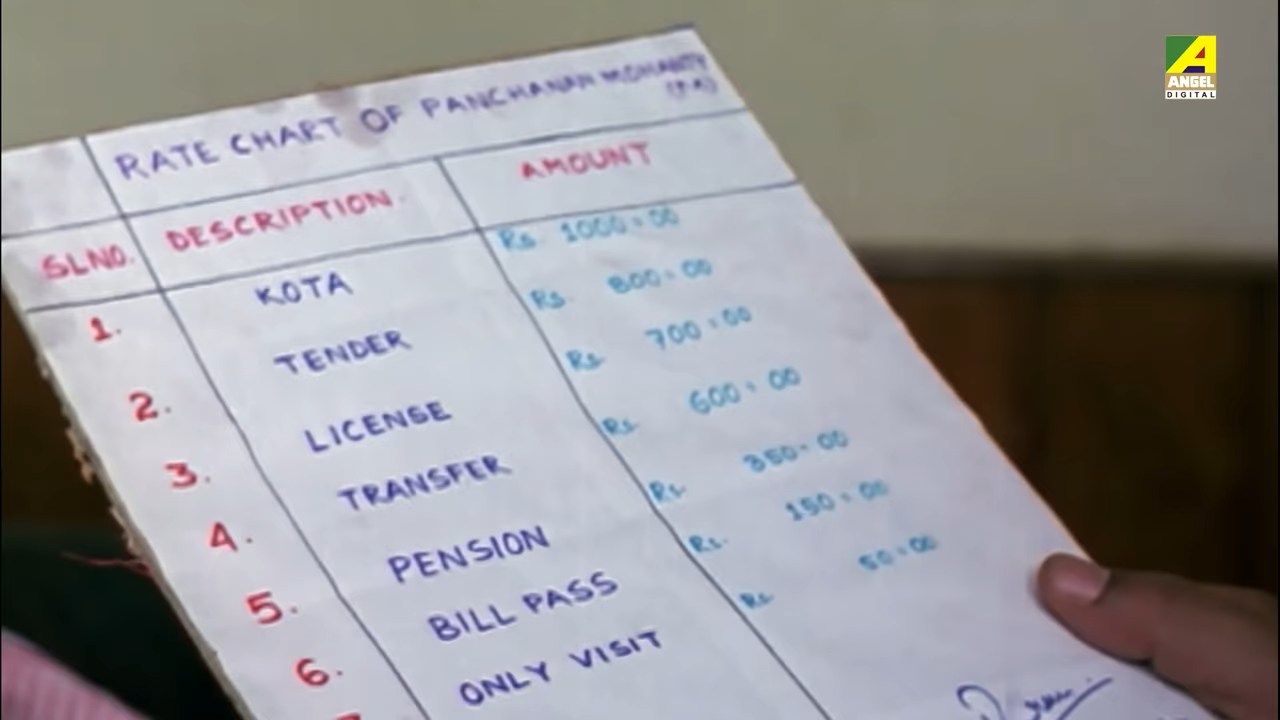 RATE CHART OF PANCHANAN MOHANTY
(P.A)
SLNO. DESCRIPTION AMOUNT
1. KOTA Rs. 1000=00
2. TENDER Rs. 800=00
3. LICENSE Rs. 700=00
4. TRANSFER Rs. 600=00
5. PENSION Rs. 350=00
6. BILL PASS Rs. 150=00
7. ONLY VISIT Rs. 50=00
A
ANGEL
DIGITAL